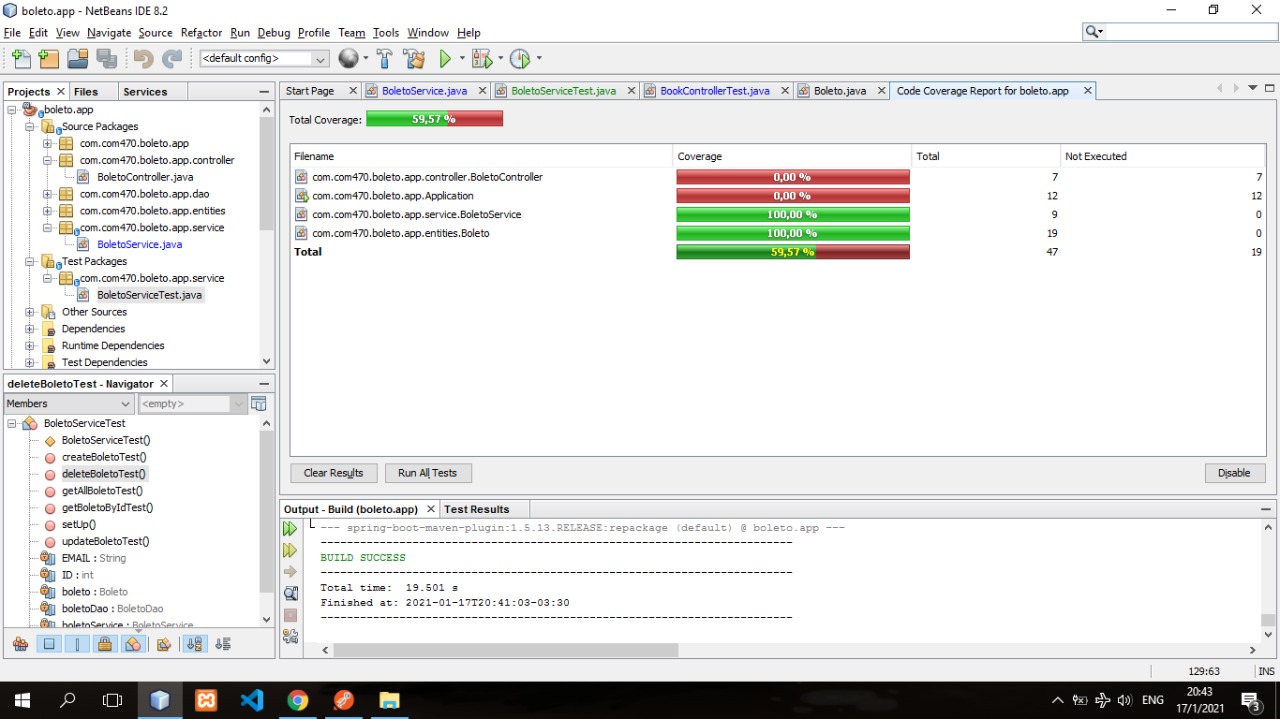 boleto.app - NetBeans IDE 8.2
File Edit View Navigate Source Refactor Run Debug Profile Team Tools Window Help
<default config>
Projects Files Services
boleto.app
Source Packages
com.com470.boleto.app
com.com470.boleto.app.controller
BoletoController.java
com.com470.boleto.app.dao
com.com470.boleto.app.entities
com.com470.boleto.app.service
BoletoService.java
Test Packages
com.com470.boleto.app.service
BoletoServiceTest.java
Other Sources
Dependencies
Runtime Dependencies
Test Dependencies
deleteBoletoTest - Navigator
Members <empty>
BoletoServiceTest
BoletoServiceTest()
createBoletoTest()
deleteBoletoTest()
getAllBoletoTest()
getBoletoByIdTest()
setUp()
updateBoletoTest()
EMAIL : String
ID : int
boleto : Boleto
boletoDao : BoletoDao
boletoService : BoletoService
Start Page BoletoService.java BoletoServiceTest.java BookControllerTest.java Boleto.java Code Coverage Report for boleto.app
Total Coverage: 59,57 %
Filename Coverage Total Not Executed
com.com470.boleto.app.controller.BoletoController 0,00 % 7 7
com.com470.boleto.app.Application 0,00 % 12 12
com.com470.boleto.app.service.BoletoService 100,00 % 9 0
com.com470.boleto.app.entities.Boleto 100,00 % 19 0
Total 59,57 % 47 19
Clear Results Run All Tests Disable
Output - Build (boleto.app) Test Results
--- spring-boot-maven-plugin:1.5.13.RELEASE:repackage (default) @ boleto.app ---
------------------------------------------------------------------------
BUILD SUCCESS
------------------------------------------------------------------------
Total time: 19.501 s
Finished at: 2021-01-17T20:41:03-03:30
------------------------------------------------------------------------
129:63 INS
ENG
20:43
17/1/2021
3